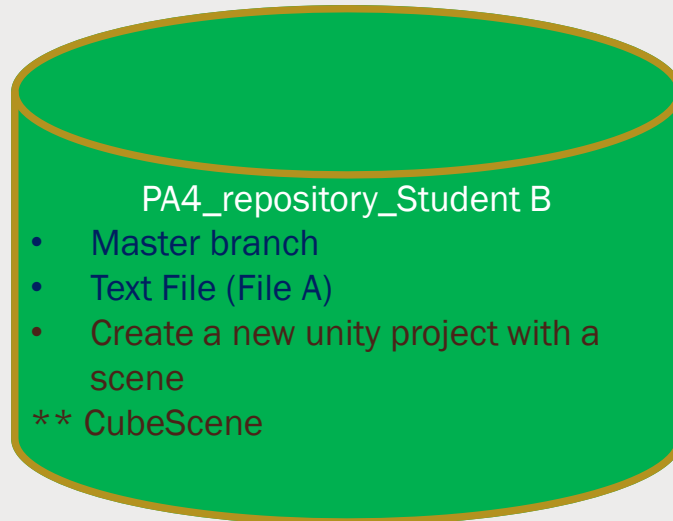 PA4_repository_Student B
• Master branch
• Text File (File A)
• Create a new unity project with a
scene
** CubeScene